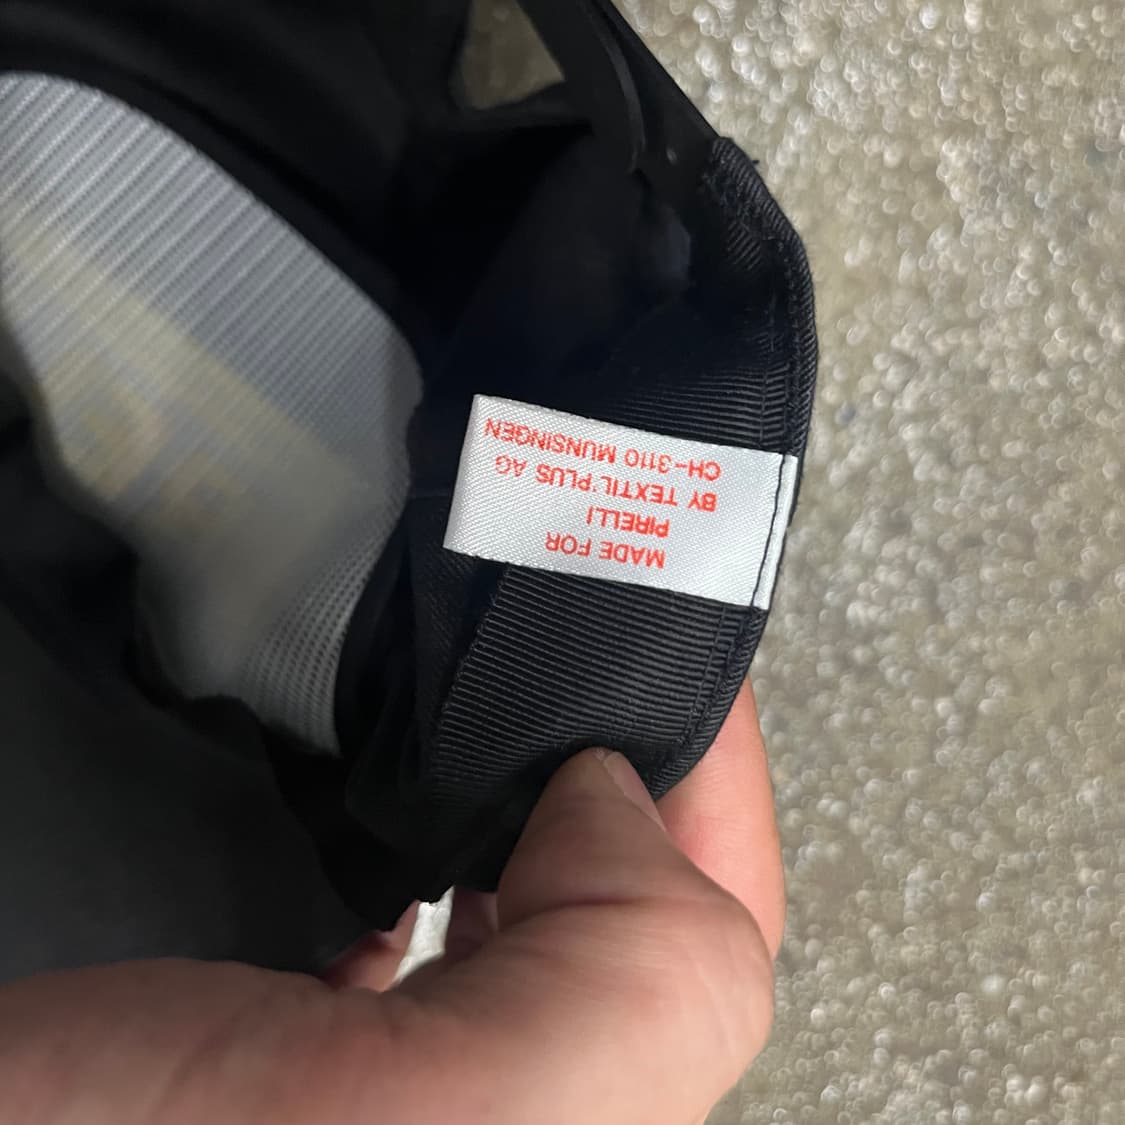 MADE FOR
PIRELLI
BY TEXTIL'PLUS AG
CH-3110 MUNSINGEN